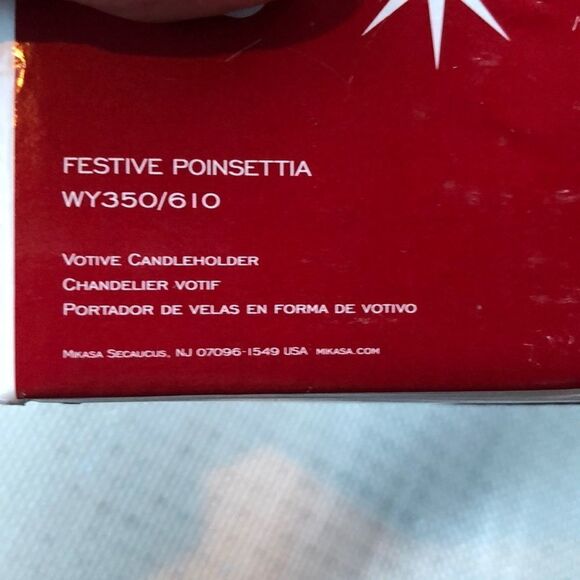 FESTIVE POINSETTIA
WY350/610
VOTIVE CANDLEHOLDER
CHANDELIER VOTIF
PORTADOR DE VELAS EN FORMA DE VOTIVO
MIKASA SECAUCUS, NJ 07096-1549 USA MIKASA.COM